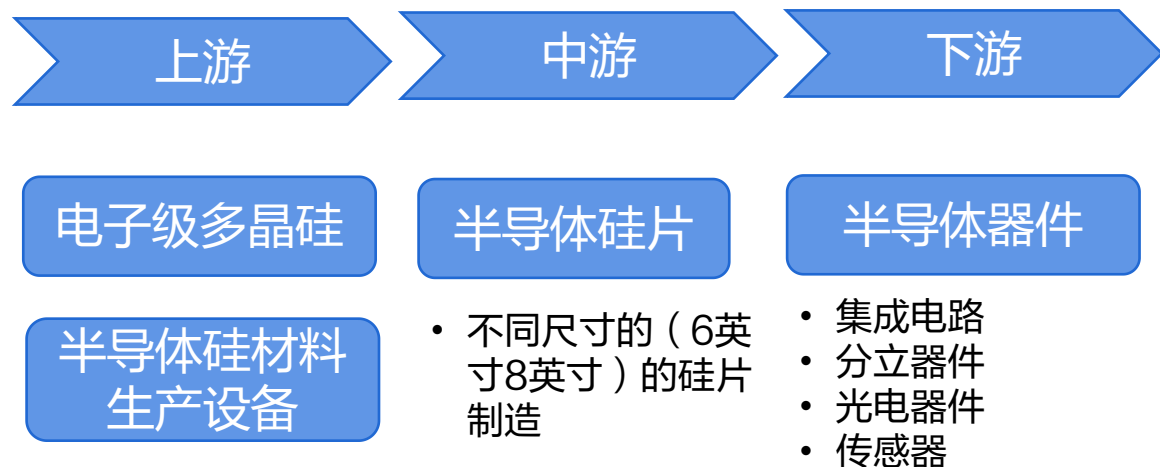 上游
中游
下游
电子级多晶硅
半导体硅片
半导体器件
半导体硅材料
生产设备
• 不同尺寸的（6英
寸8英寸）的硅片
制造
• 集成电路
• 分立器件
• 光电器件
• 传感器